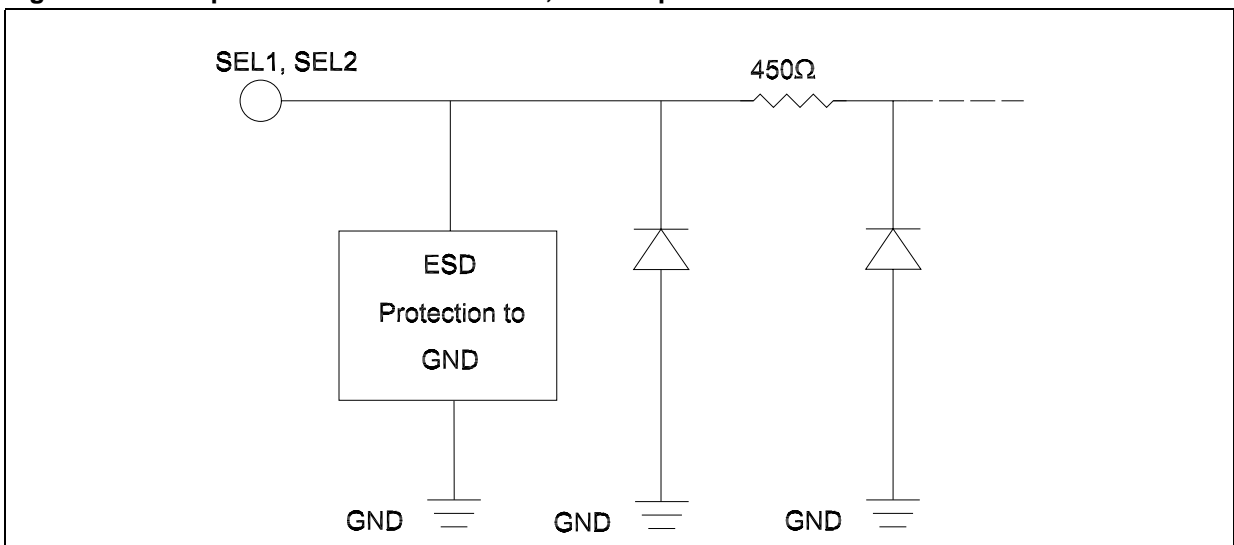 SEL1, SEL2
450Ω
ESD
Protection to
GND
GND
GND
GND